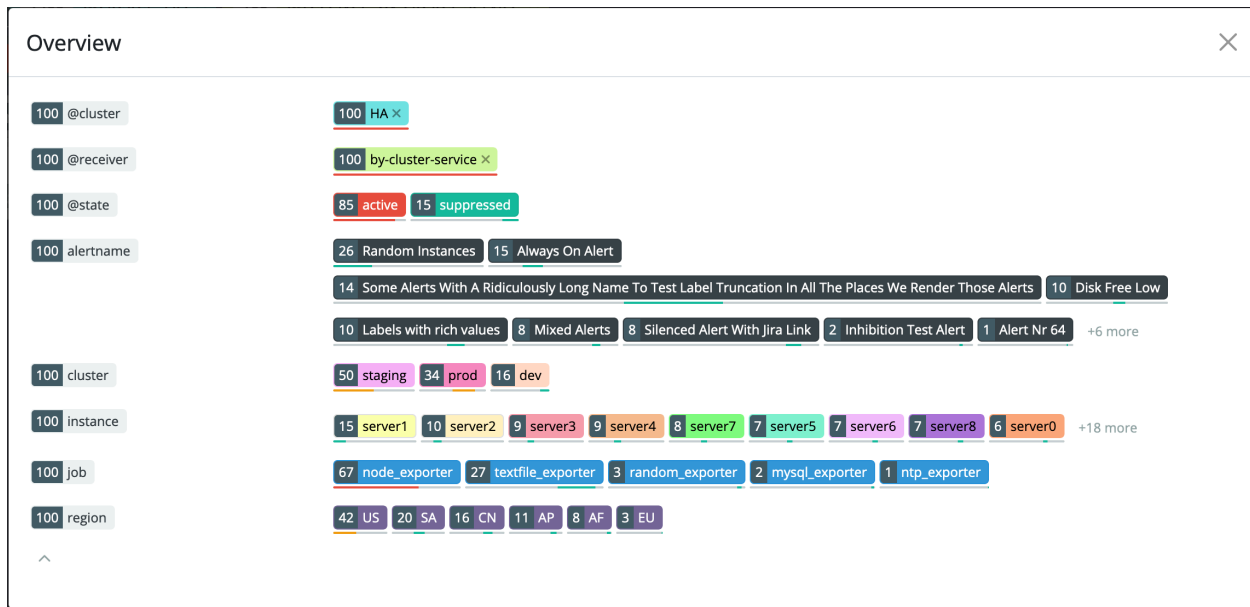 Overview
100 @cluster 100 HA ×
100 @receiver 100 by-cluster-service ×
100 @state 85 active 15 suppressed
100 alertname 26 Random Instances 15 Always On Alert
14 Some Alerts With A Ridiculously Long Name To Test Label Truncation In All The Places We Render Those Alerts 10 Disk Free Low
10 Labels with rich values 8 Mixed Alerts 8 Silenced Alert With Jira Link 2 Inhibition Test Alert 1 Alert Nr 64 +6 more
100 cluster 50 staging 34 prod 16 dev
100 instance 15 server1 10 server2 9 server3 9 server4 8 server7 7 server5 7 server6 7 server8 6 server0 +18 more
100 job 67 node_exporter 27 textfile_exporter 3 random_exporter 2 mysql_exporter 1 ntp_exporter
100 region 42 US 20 SA 16 CN 11 AP 8 AF 3 EU